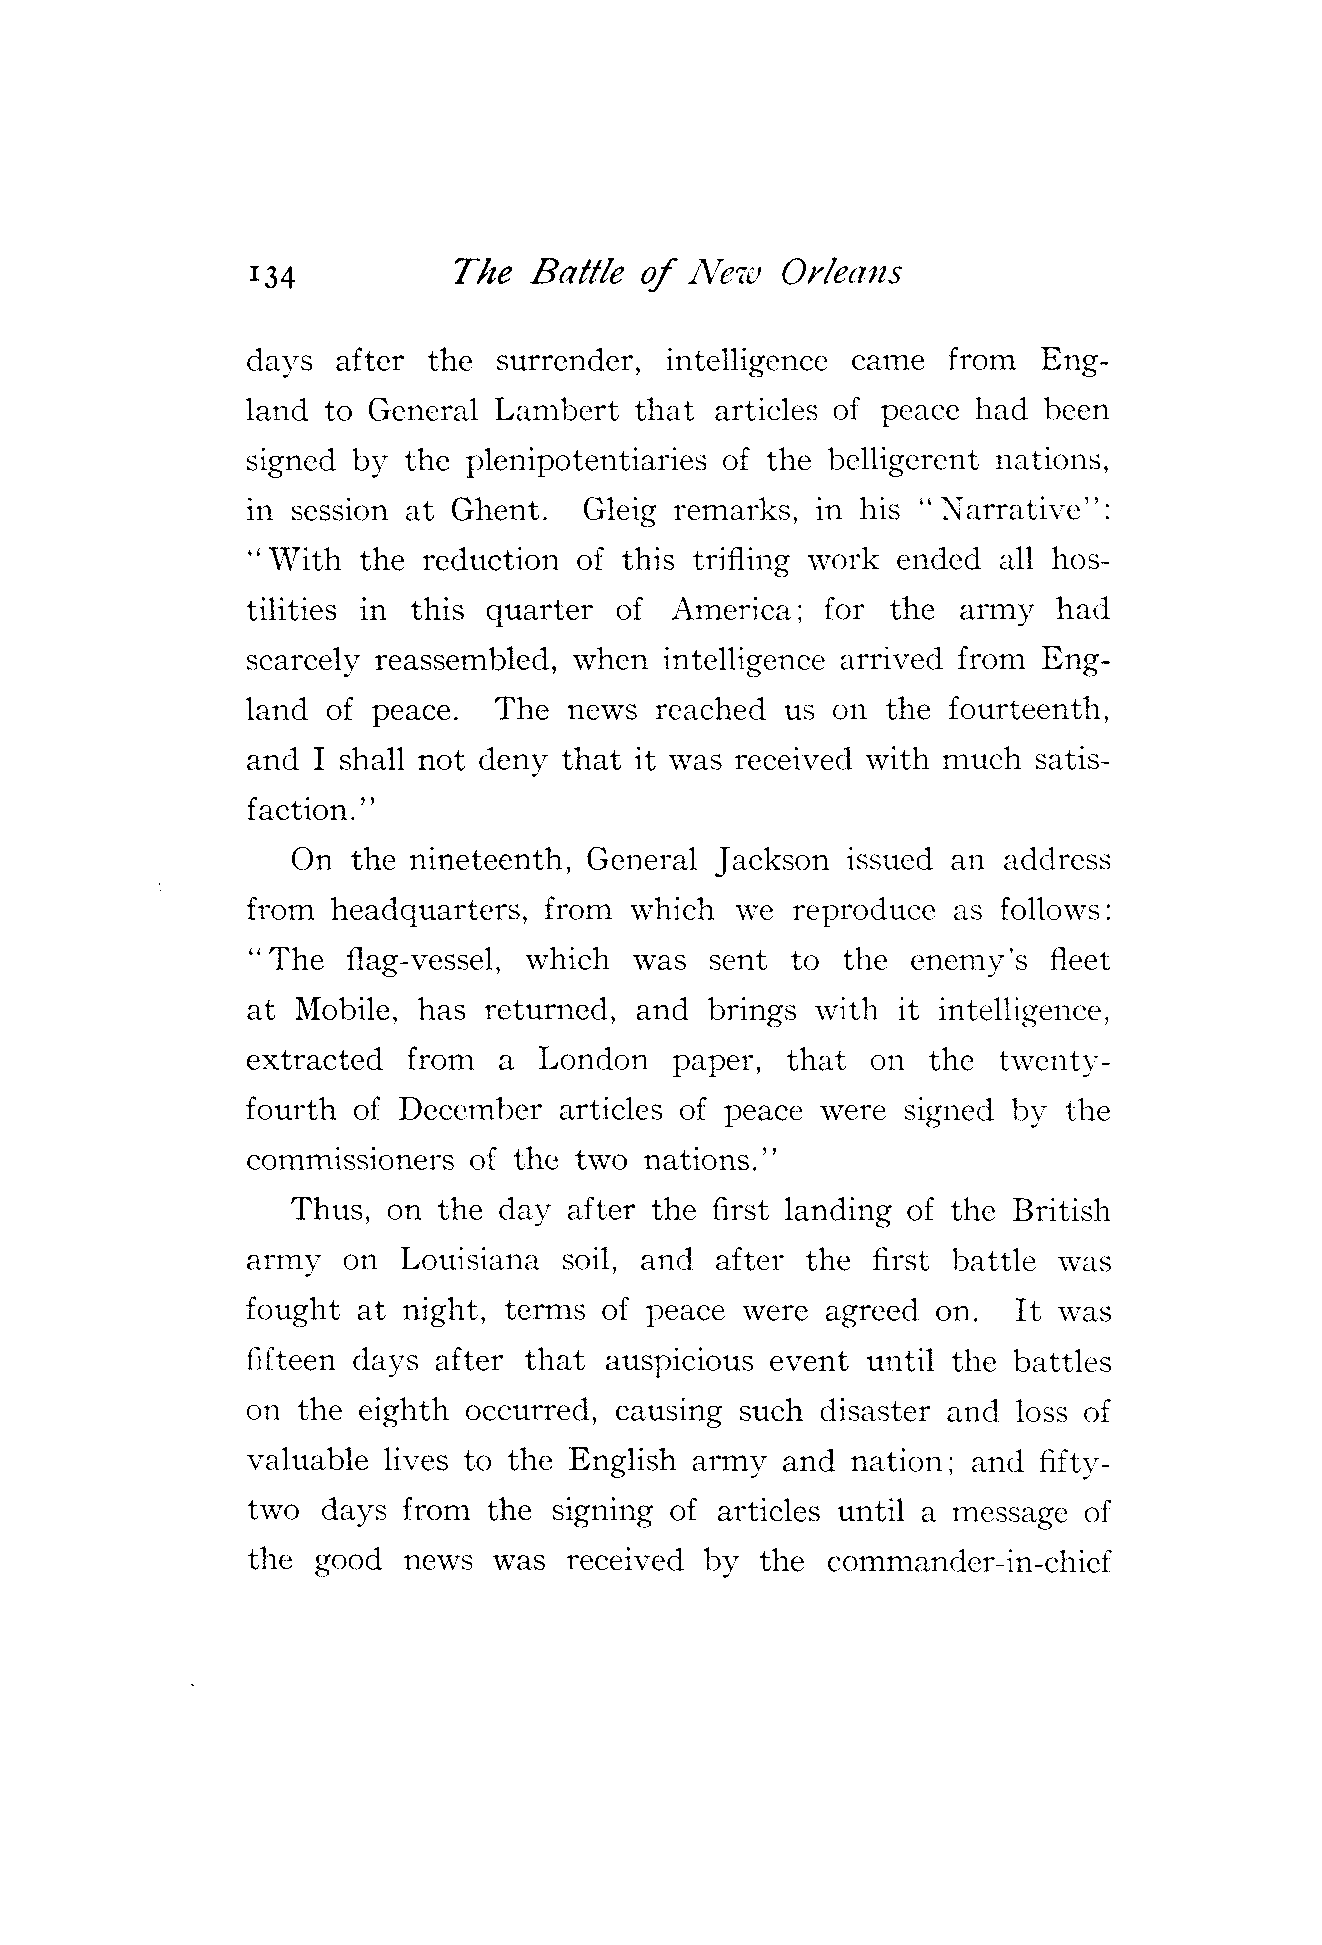 134 The Battle of New Orleans
days after the surrender, intelligence came from Eng-
land to General Lambert that articles of peace had been
signed by the plenipotentiaries of the belligerent nations,
in session at Ghent. Gleig remarks, in his "Narrative":
"With the reduction of this trifling work ended all hos-
tilities in this quarter of America; for the army had
scarcely reassembled, when intelligence arrived from Eng-
land of peace. The news reached us on the fourteenth,
and I shall not deny that it was received with much satis-
faction."
On the nineteenth, General Jackson issued an address
from headquarters, from which we reproduce as follows:
"The flag-vessel, which was sent to the enemy's fleet
at Mobile, has returned, and brings with it intelligence,
extracted from a London paper, that on the twenty-
fourth of December articles of peace were signed by the
commissioners of the two nations."
Thus, on the day after the first landing of the British
army on Louisiana soil, and after the first battle was
fought at night, terms of peace were agreed on. It was
fifteen days after that auspicious event until the battles
on the eighth occurred, causing such disaster and loss of
valuable lives to the English army and nation; and fifty-
two days from the signing of articles until a message of
the good news was received by the commander-in-chief